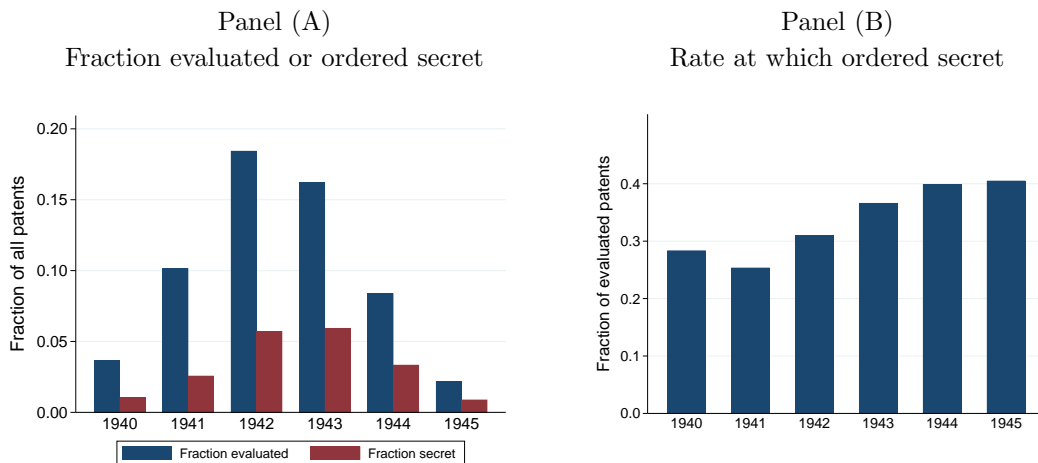 Panel (A)
Fraction evaluated or ordered secret
Fraction of all patents
0.20
0.15
0.10
0.05
0.00
1940 1941 1942 1943 1944 1945
Fraction evaluated Fraction secret
Panel (B)
Rate at which ordered secret
Fraction of evaluated patents
0.4
0.3
0.2
0.1
0.0
1940 1941 1942 1943 1944 1945